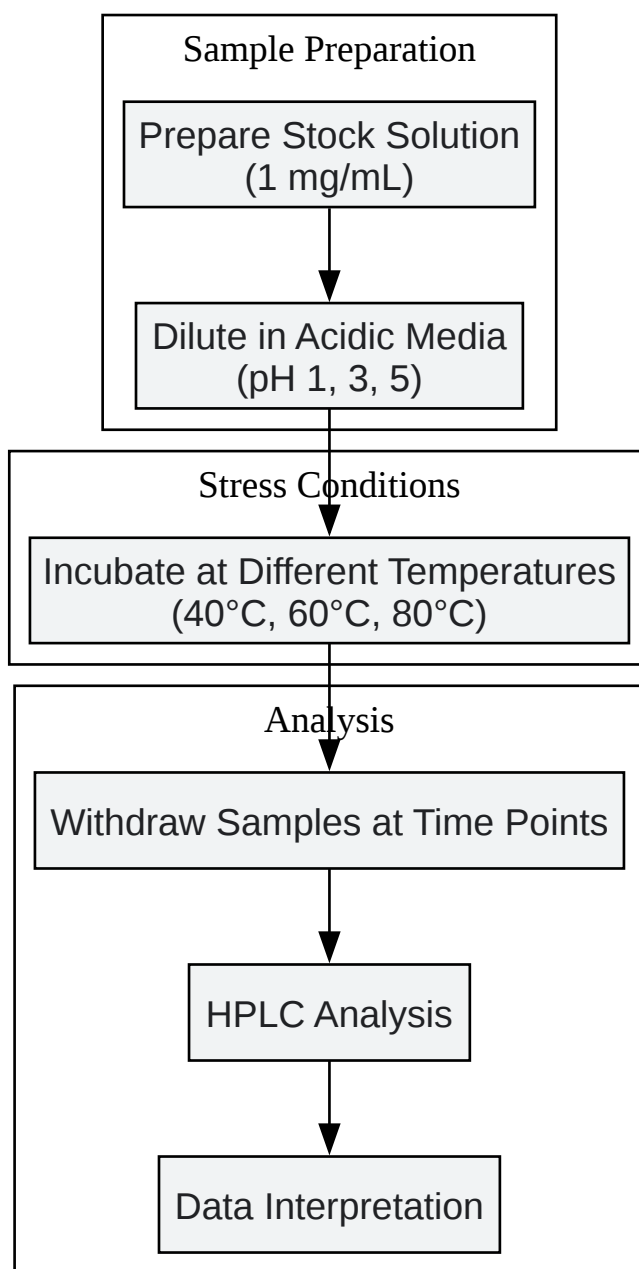 Sample Preparation
Prepare Stock Solution
(1 mg/mL)
Dilute in Acidic Media
(pH 1, 3, 5)
Stress Conditions
Incubate at Different Temperatures
(40°C, 60°C, 80°C)
Analysis
Withdraw Samples at Time Points
HPLC Analysis
Data Interpretation